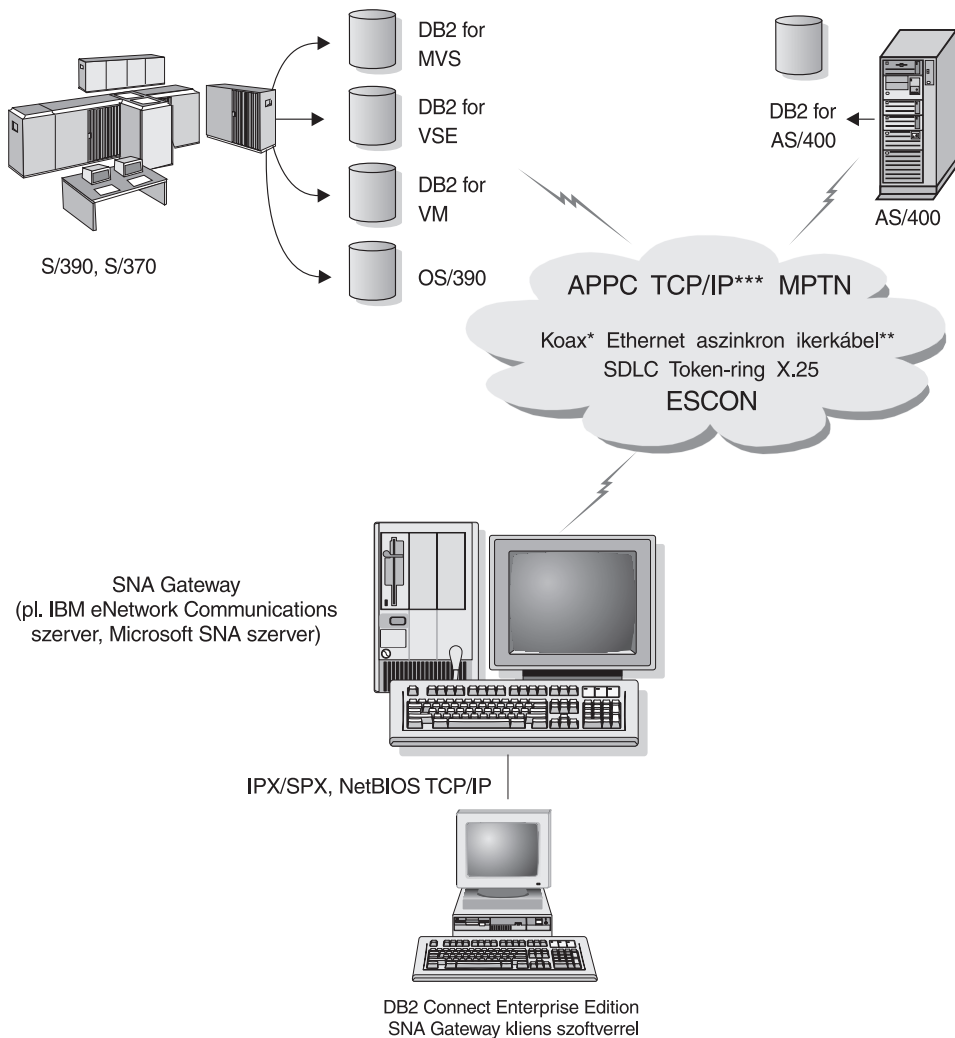 DB2 for
MVS
DB2 for
VSE
DB2 for
VM
OS/390
S/390, S/370
DB2 for
AS/400
AS/400
APPC TCP/IP*** MPTN
Koax* Ethernet aszinkron ikerkábel**
SDLC Token-ring X.25
ESCON
SNA Gateway
(pl. IBM eNetwork Communications
szerver, Microsoft SNA szerver)
IPX/SPX, NetBIOS TCP/IP
DB2 Connect Enterprise Edition
SNA Gateway kliens szoftverrel